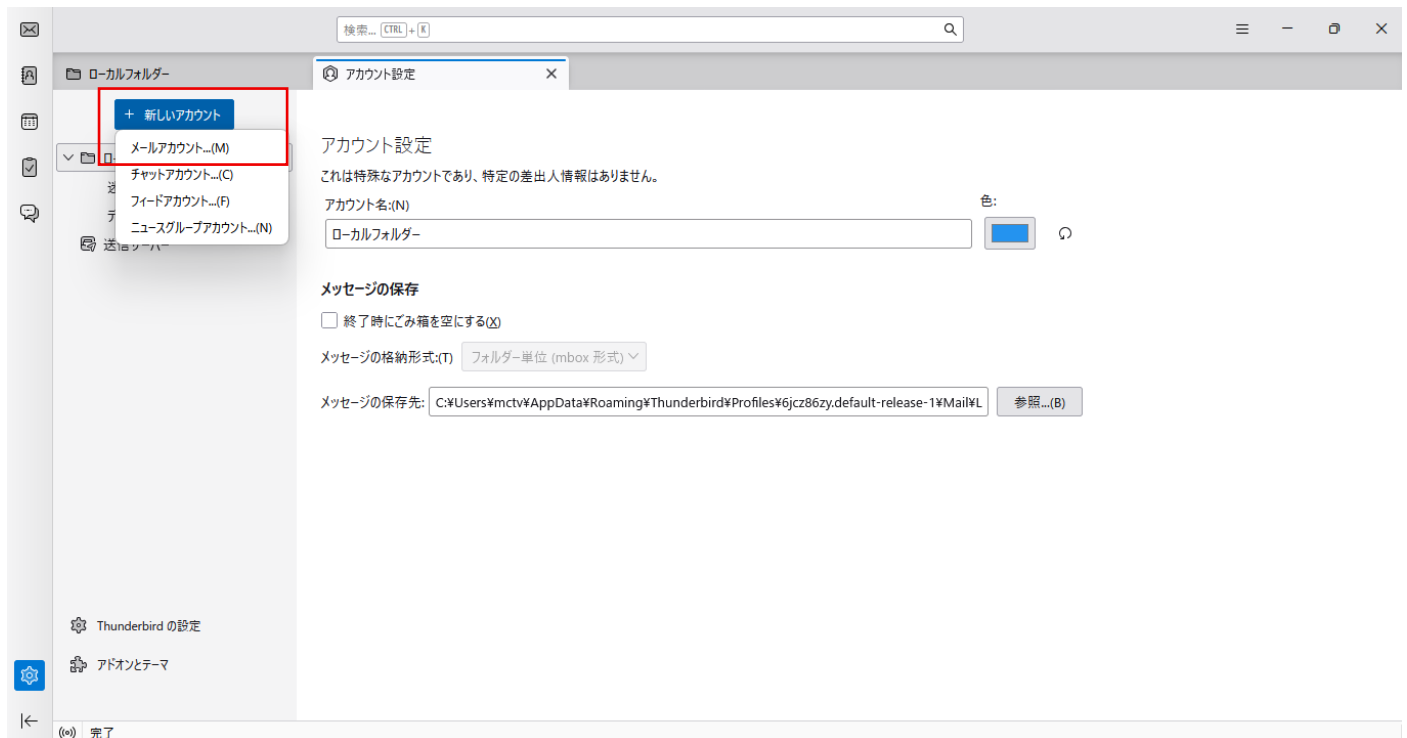 検索... CTRL + K
ローカルフォルダー
アカウント設定
+ 新しいアカウント
メールアカウント...(M)
チャットアカウント...(C)
フィードアカウント...(F)
ニュースグループアカウント...(N)
送信サーバー
アカウント設定
これは特殊なアカウントであり、特定の差出人情報はありません。
アカウント名:(N)
色:
ローカルフォルダー
メッセージの保存
終了時にごみ箱を空にする(X)
メッセージの格納形式:(T) フォルダー単位 (mbox 形式)
メッセージの保存先: C:¥Users¥mctv¥AppData¥Roaming¥Thunderbird¥Profiles¥6jcz86zy.default-release-1¥Mail¥L 参照...(B)
Thunderbird の設定
アドオンとテーマ
完了